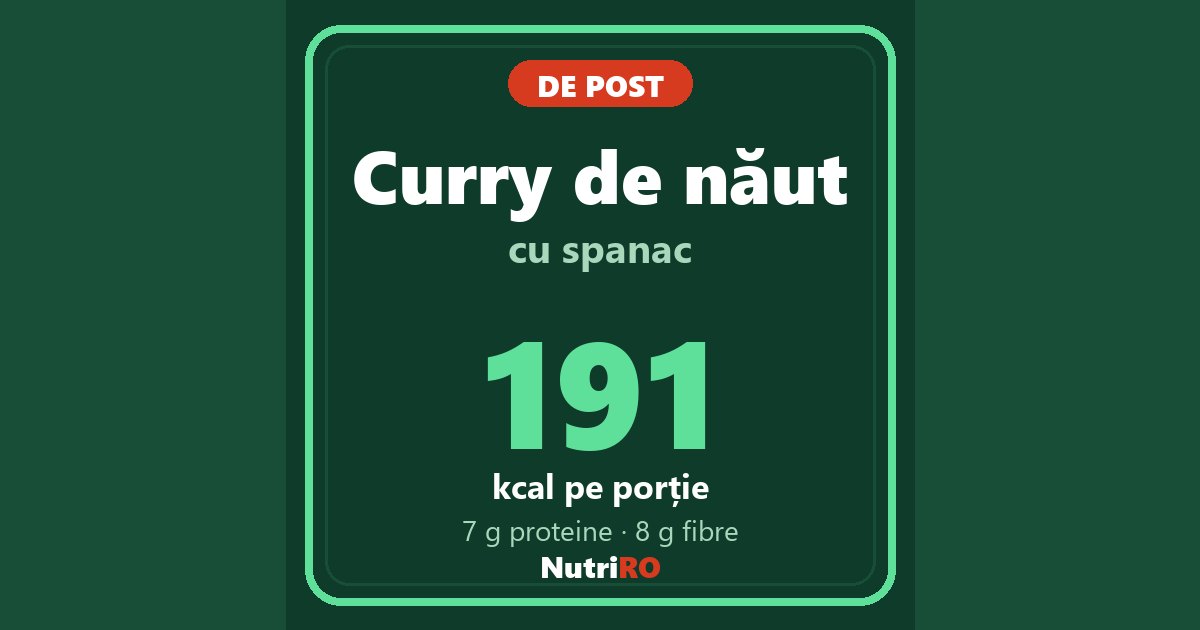 DE POST
Curry de năut
cu spanac
191
kcal pe porție
7 g proteine · 8 g fibre
NutriRO